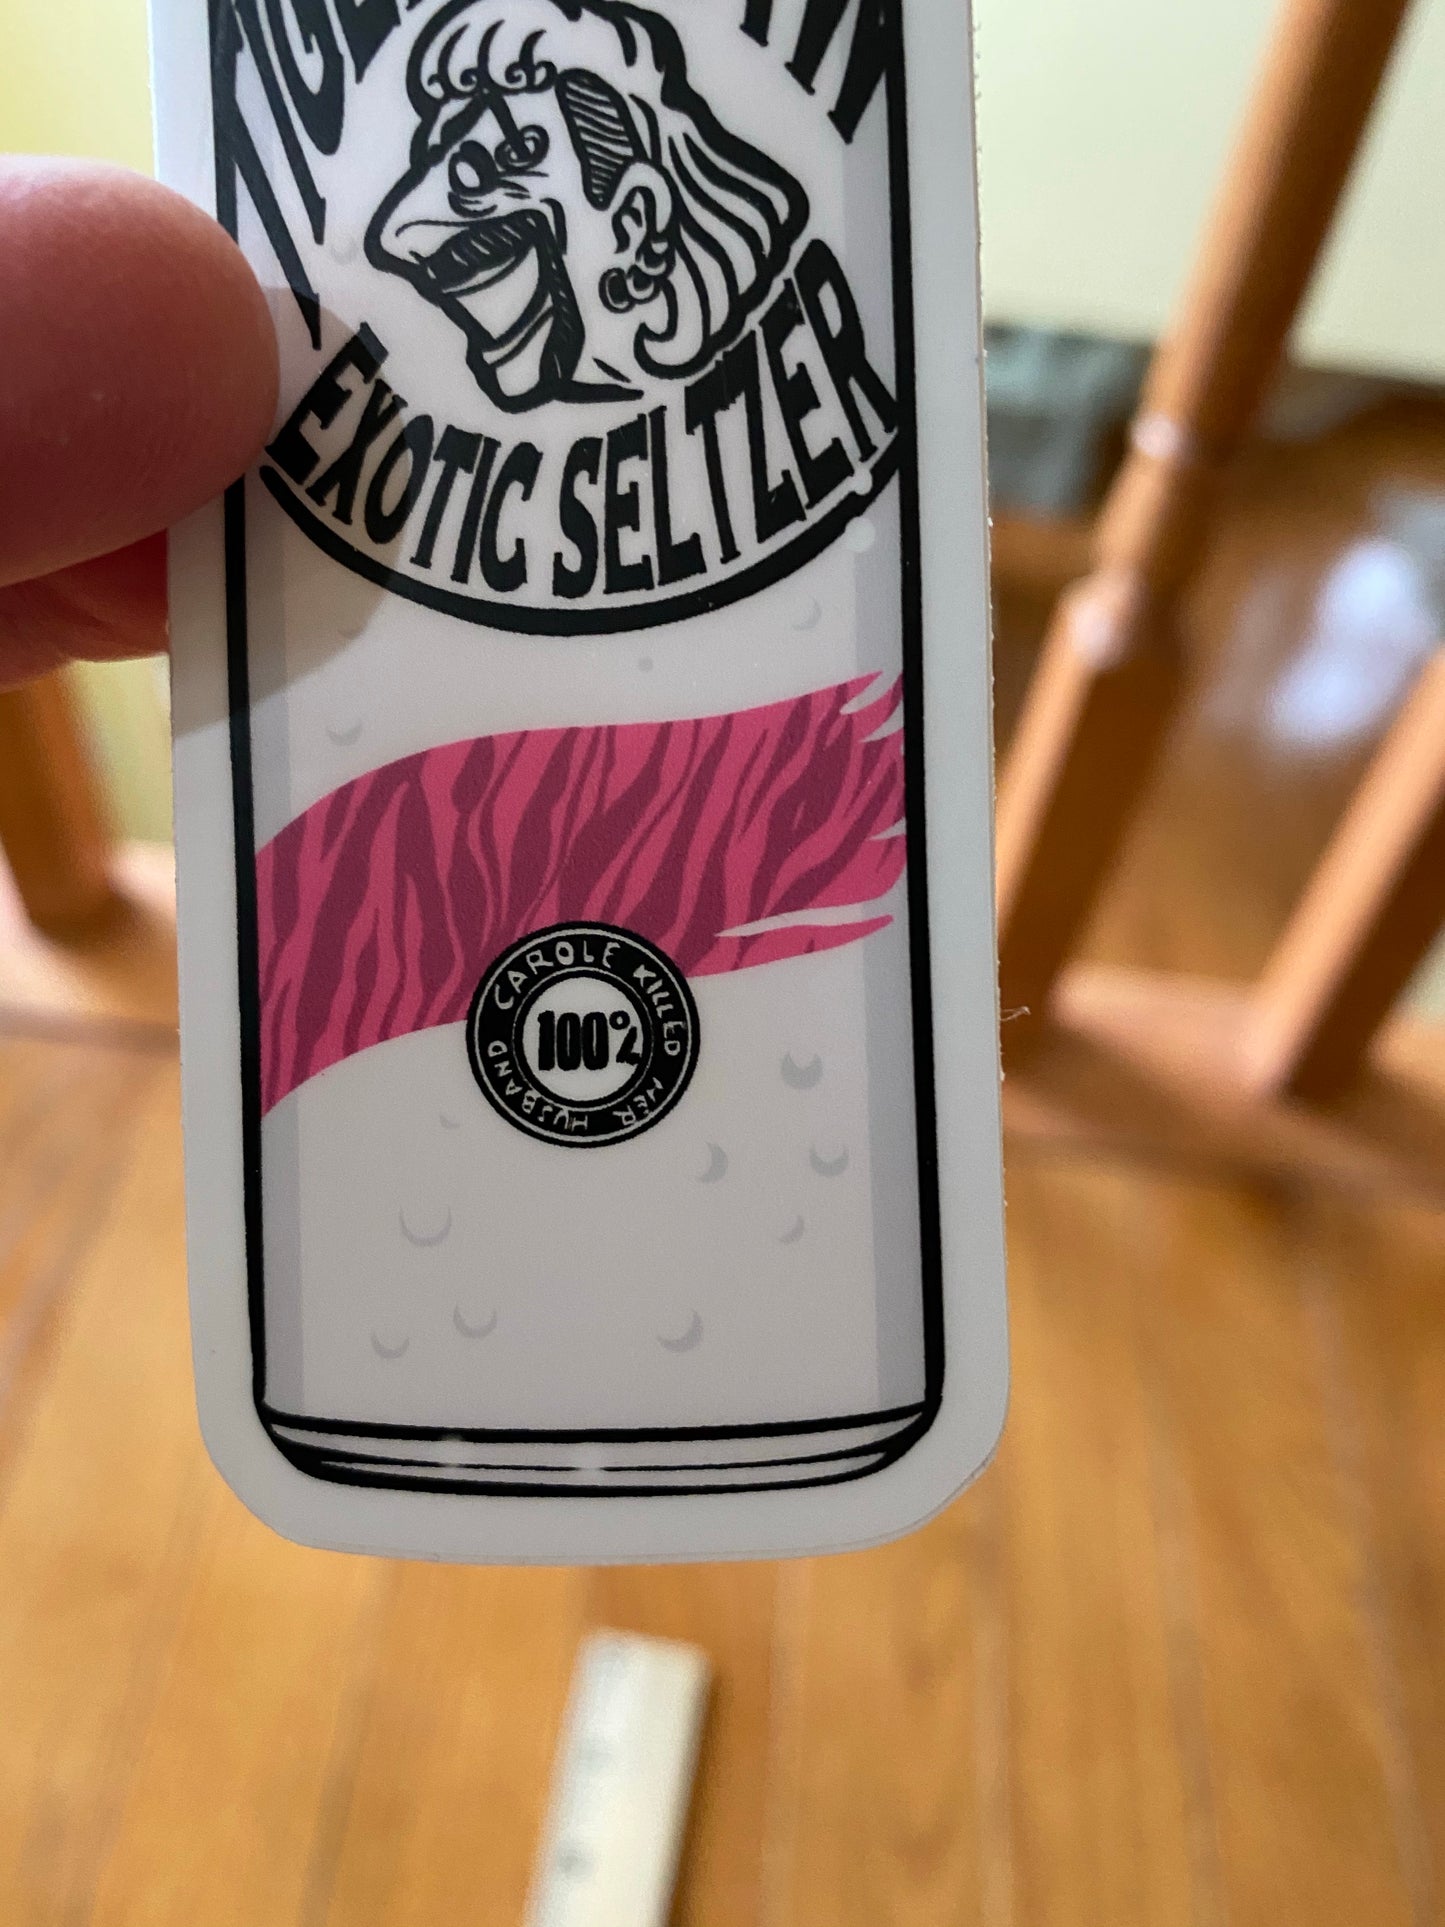 EXOTIC SELTZER
CAROLE KILLED HER HUSBAND
100%